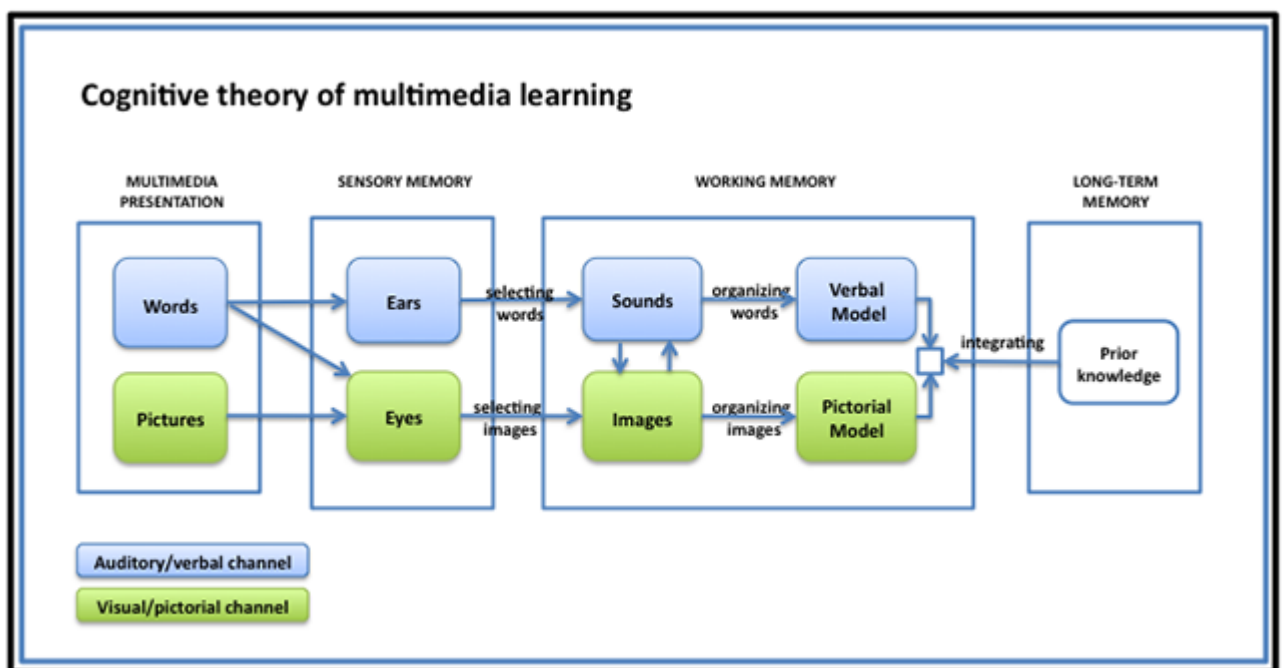 Cognitive theory of multimedia learning
MULTIMEDIA
PRESENTATION
SENSORY MEMORY
WORKING MEMORY
LONG-TERM
MEMORY
Words
Ears
selecting
words
Sounds
organizing
words
Verbal
Model
integrating
Prior
knowledge
Pictures
Eyes
selecting
images
Images
organizing
images
Pictorial
Model
Auditory/verbal channel
Visual/pictorial channel